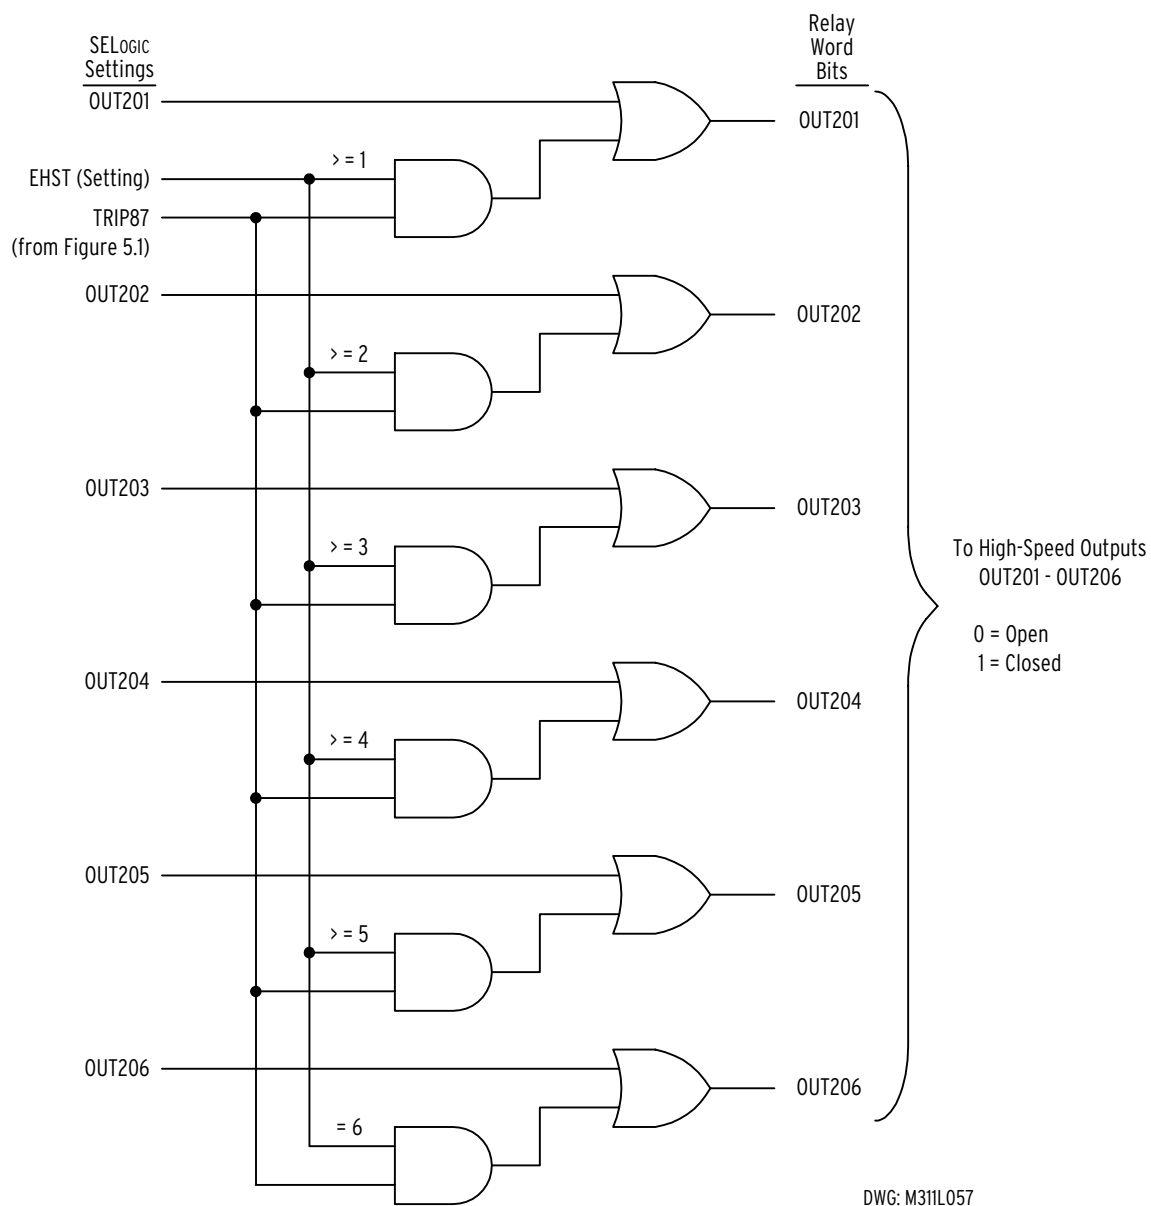 SELOGIC
Settings
OUT201
Relay
Word
Bits
OUT201
> = 1
EHST (Setting)
TRIP87
(from Figure 5.1)
OUT202
OUT202
> = 2
OUT203
OUT203
> = 3
To High-Speed Outputs
OUT201 - OUT206
0 = Open
1 = Closed
OUT204
OUT204
> = 4
OUT205
OUT205
> = 5
OUT206
OUT206
= 6
DWG: M311L057